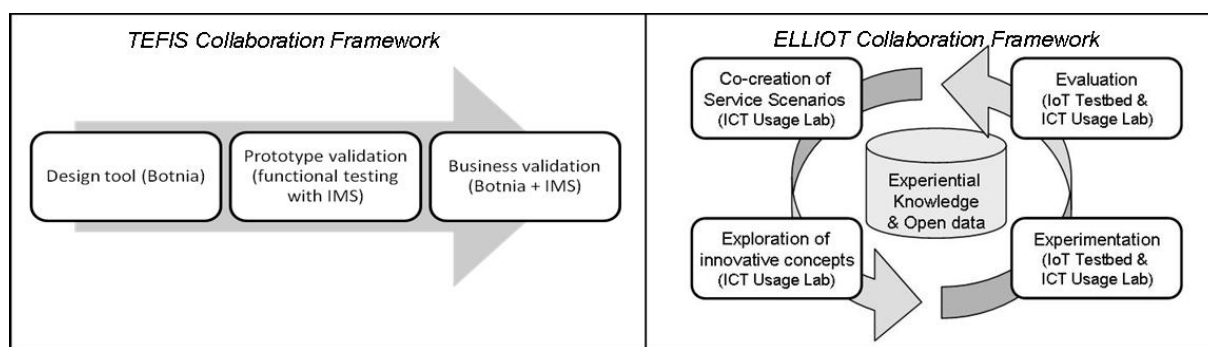 TEFIS Collaboration Framework
Design tool (Botnia)
Prototype validation
(functional testing
with IMS)
Business validation
(Botnia + IMS)
ELLIOT Collaboration Framework
Co-creation of
Service Scenarios
(ICT Usage Lab)
Evaluation
(IoT Testbed &
ICT Usage Lab)
Experiential
Knowledge
& Open data
Exploration of
innovative concepts
(ICT Usage Lab)
Experimentation
(IoT Testbed &
ICT Usage Lab)